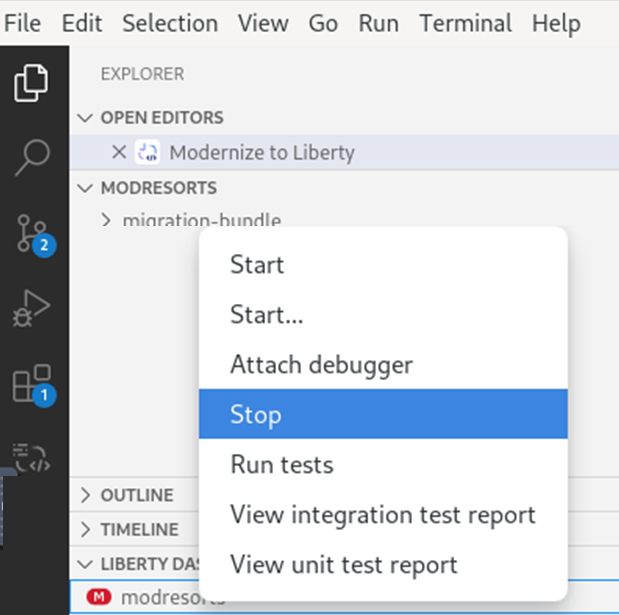 File Edit Selection View Go Run Terminal Help
EXPLORER
OPEN EDITORS
Modernize to Liberty
MODRESORTS
migration-bundle
2
Start
Start...
Attach debugger
1
Stop
Run tests
OUTLINE
View integration test report
TIMELINE
LIBERTY DAS
View unit test report
M modresorts